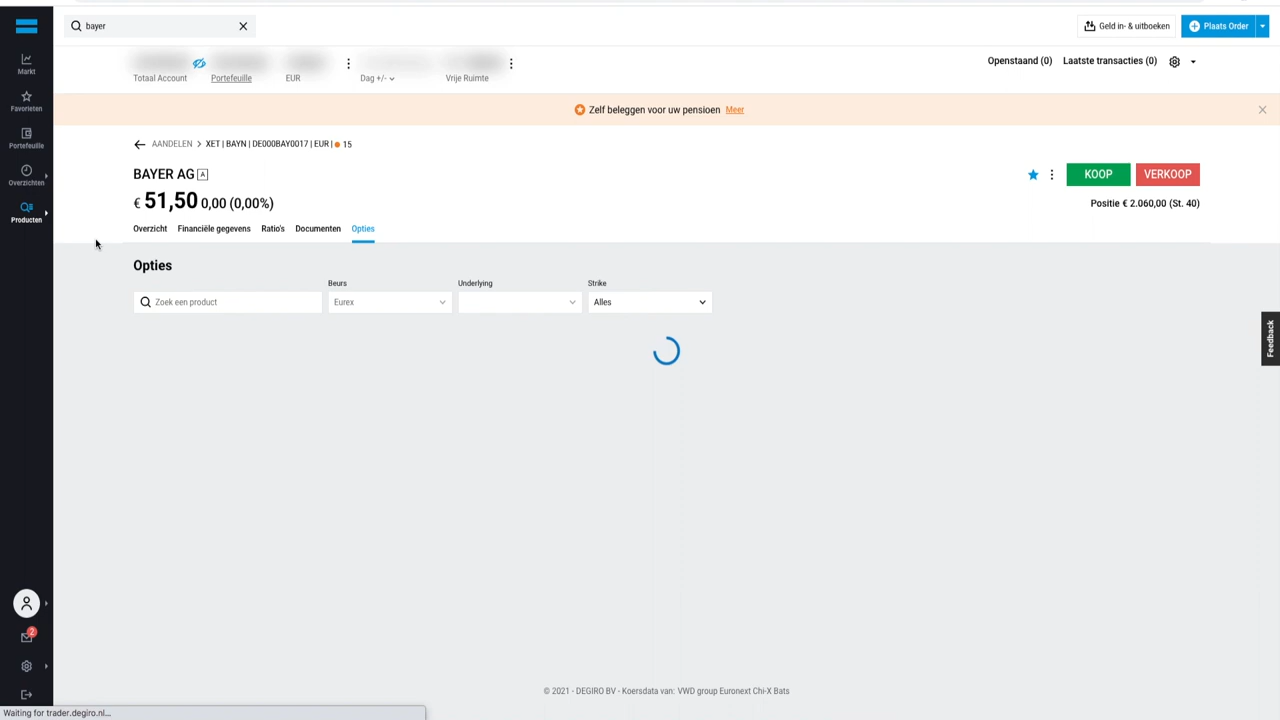 bayer
Geld in- & uitboeken
Plaats Order
Markt
Favorieten
Portefeuille
Overzichten
Producten
Totaal Account
Portefeuille
EUR
Dag +/-
Vrije Ruimte
Openstaand (0)
Laatste transacties (0)
Zelf beleggen voor uw pensioen Meer
AANDELEN > XET | BAYN | DE000BAY0017 | EUR | 15
BAYER AG A
KOOP
VERKOOP
€ 51,50 0,00 (0,00%)
Positie € 2.060,00 (St. 40)
Overzicht
Financiële gegevens
Ratio's
Documenten
Opties
Opties
Beurs
Underlying
Strike
Zoek een product
Eurex
Alles
Feedback
2
© 2021 - DEGIRO BV - Koersdata van: VWD group Euronext Chi-X Bats
Waiting for trader.degiro.nl...